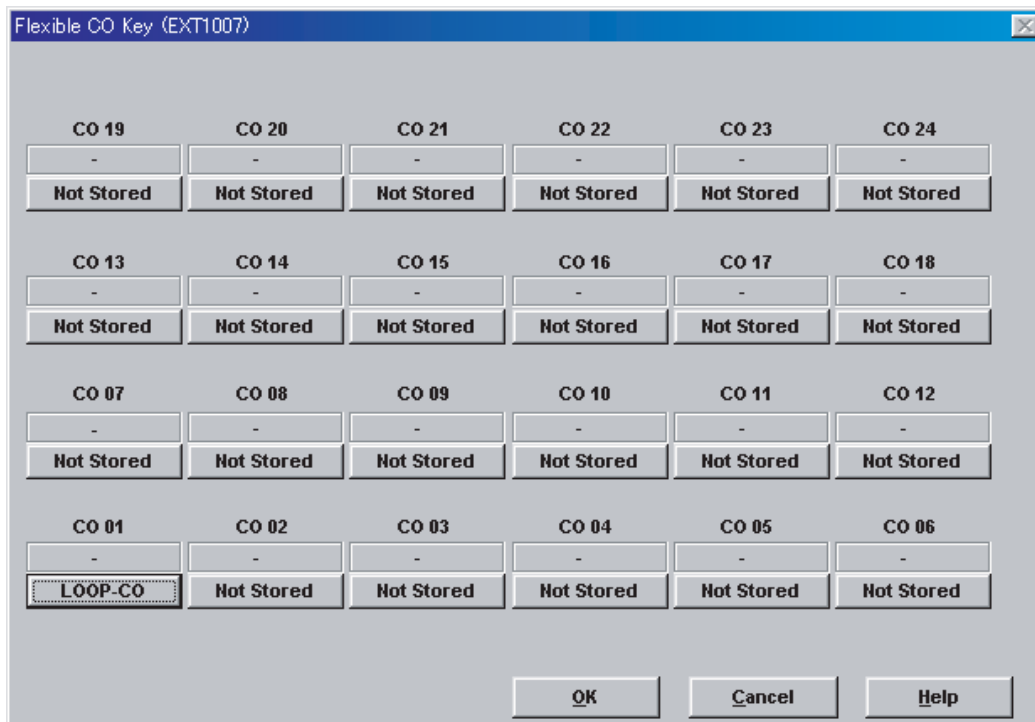 Flexible CO Key (EXT1007)
CO 19 CO 20 CO 21 CO 22 CO 23 CO 24
- - - - - -
Not Stored Not Stored Not Stored Not Stored Not Stored Not Stored
CO 13 CO 14 CO 15 CO 16 CO 17 CO 18
- - - - - -
Not Stored Not Stored Not Stored Not Stored Not Stored Not Stored
CO 07 CO 08 CO 09 CO 10 CO 11 CO 12
- - - - - -
Not Stored Not Stored Not Stored Not Stored Not Stored Not Stored
CO 01 CO 02 CO 03 CO 04 CO 05 CO 06
- - - - - -
LOOP-CO Not Stored Not Stored Not Stored Not Stored Not Stored
OK Cancel Help